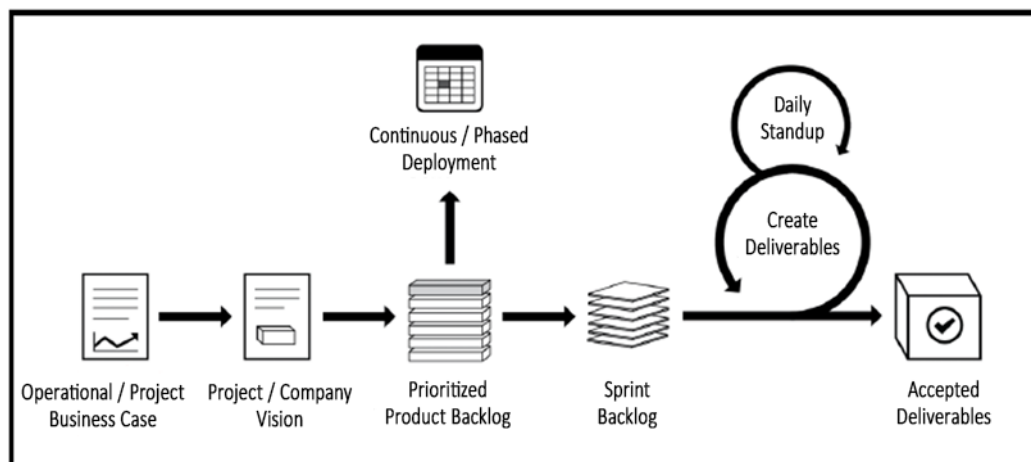 Continuous / Phased
Deployment
Daily
Standup
Create
Deliverables
Operational / Project
Business Case
Project / Company
Vision
Prioritized
Product Backlog
Sprint
Backlog
Accepted
Deliverables